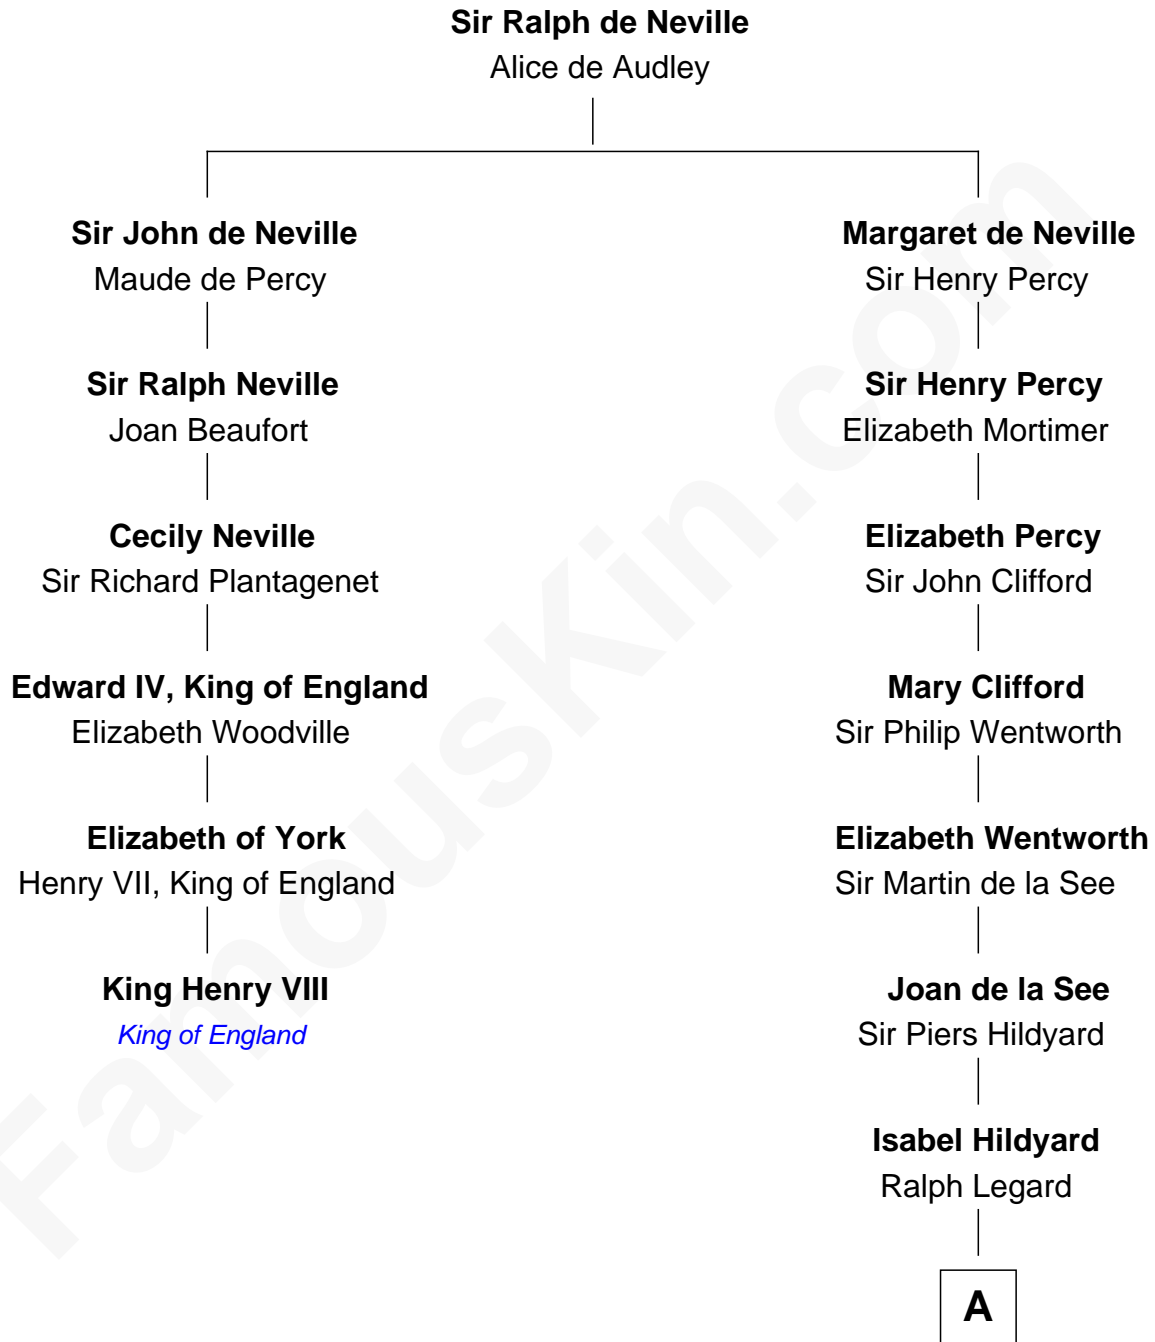 Sir Ralph de Neville
Alice de Audley
Sir John de Neville
Maude de Percy
Margaret de Neville
Sir Henry Percy
Sir Ralph Neville
Joan Beaufort
Sir Henry Percy
Elizabeth Mortimer
Cecily Neville
Sir Richard Plantagenet
Elizabeth Percy
Sir John Clifford
Edward IV, King of England
Elizabeth Woodville
Mary Clifford
Sir Philip Wentworth
Elizabeth of York
Henry VII, King of England
Elizabeth Wentworth
Sir Martin de la See
King Henry VIII
King of England
Joan de la See
Sir Piers Hildyard
Isabel Hildyard
Ralph Legard
A
FamousKin.com